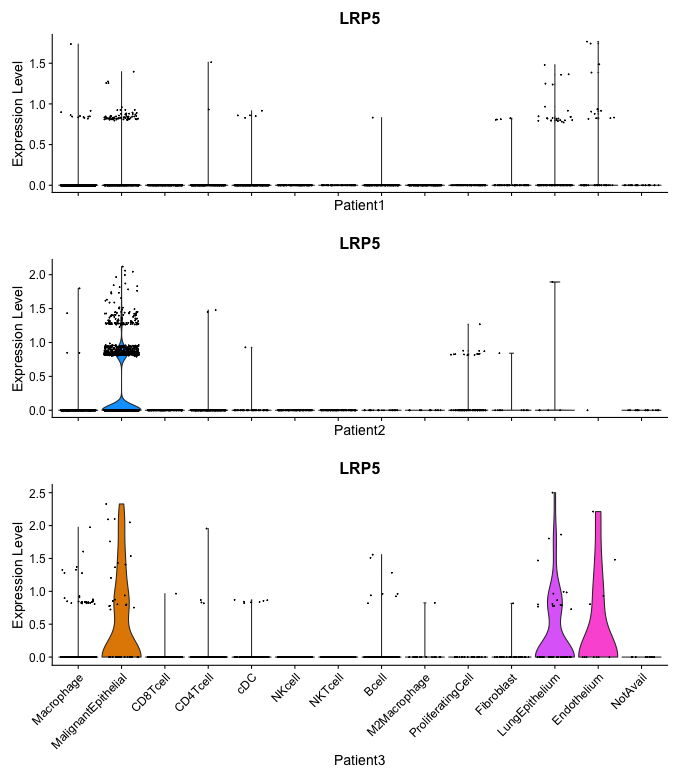 LRP5
Expression Level
1.5
1.0
0.5
0.0
Patient1
LRP5
Expression Level
2.0
1.5
1.0
0.5
0.0
Patient2
LRP5
Expression Level
2.5
2.0
1.5
1.0
0.5
0.0
Macrophage
MalignantEpithelial
CD8Tcell
CD4Tcell
cDC
NKcell
NKTcell
Bcell
M2Macrophage
ProliferatingCell
Fibroblast
LungEpithelium
Endothelium
NotAvail
Patient3